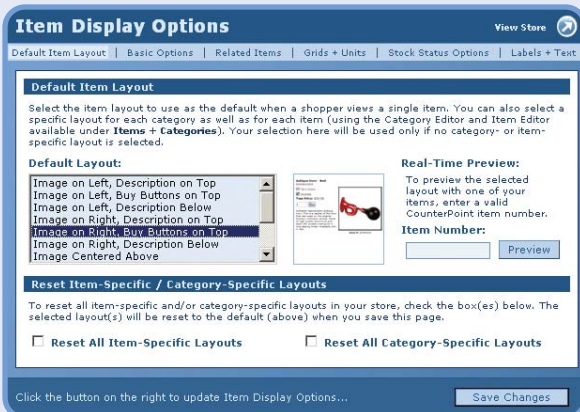 Item Display Options
View Store
Default Item Layout | Basic Options | Related Items | Grids + Units | Stock Status Options | Labels + Text
Default Item Layout
Select the item layout to use as the default when a shopper views a single item. You can also select a
specific layout for each category as well as for each item (using the Category Editor and Item Editor
available under Items + Categories). Your selection here will be used only if no category- or item-
specific layout is selected.
Default Layout:
Image on Left, Description on Top
Image on Left, Buy Buttons on Top
Image on Left, Description Below
Image on Right, Description on Top
Image on Right, Buy Buttons on Top
Image on Right, Description Below
Image Centered Above
Real-Time Preview:
To preview the selected
layout with one of your
items, enter a valid
CounterPoint item number.
Item Number:
Preview
Reset Item-Specific / Category-Specific Layouts
To reset all item-specific and/or category-specific layouts in your store, check the box(es) below. The
selected layout(s) will be reset to the default (above) when you save this page.
Reset All Item-Specific Layouts
Reset All Category-Specific Layouts
Click the button on the right to update Item Display Options...
Save Changes